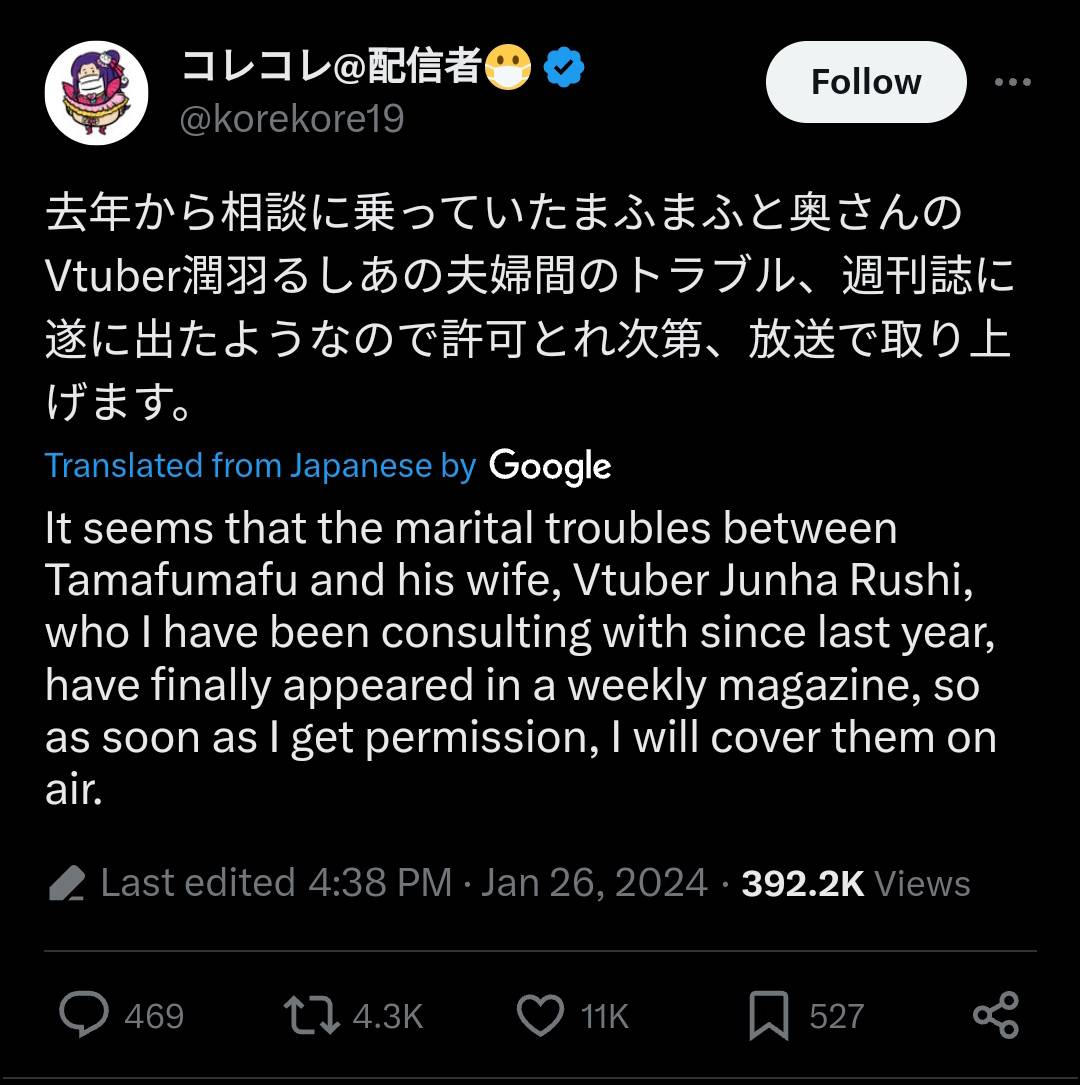 コレコレ@配信者😷
Follow
@korekore19
去年から相談に乗っていたまふまふと奥さんの
Vtuber潤羽るしあの夫婦間のトラブル、週刊誌に
遂に出たようなので許可とれ次第、放送で取り上
げます。
Translated from Japanese by Google
It seems that the marital troubles between
Tamafumafu and his wife, Vtuber Junha Rushi,
who I have been consulting with since last year,
have finally appeared in a weekly magazine, so
as soon as I get permission, I will cover them on
air.
Last edited 4:38 PM · Jan 26, 2024 · 392.2K Views
469 4.3K 11K 527